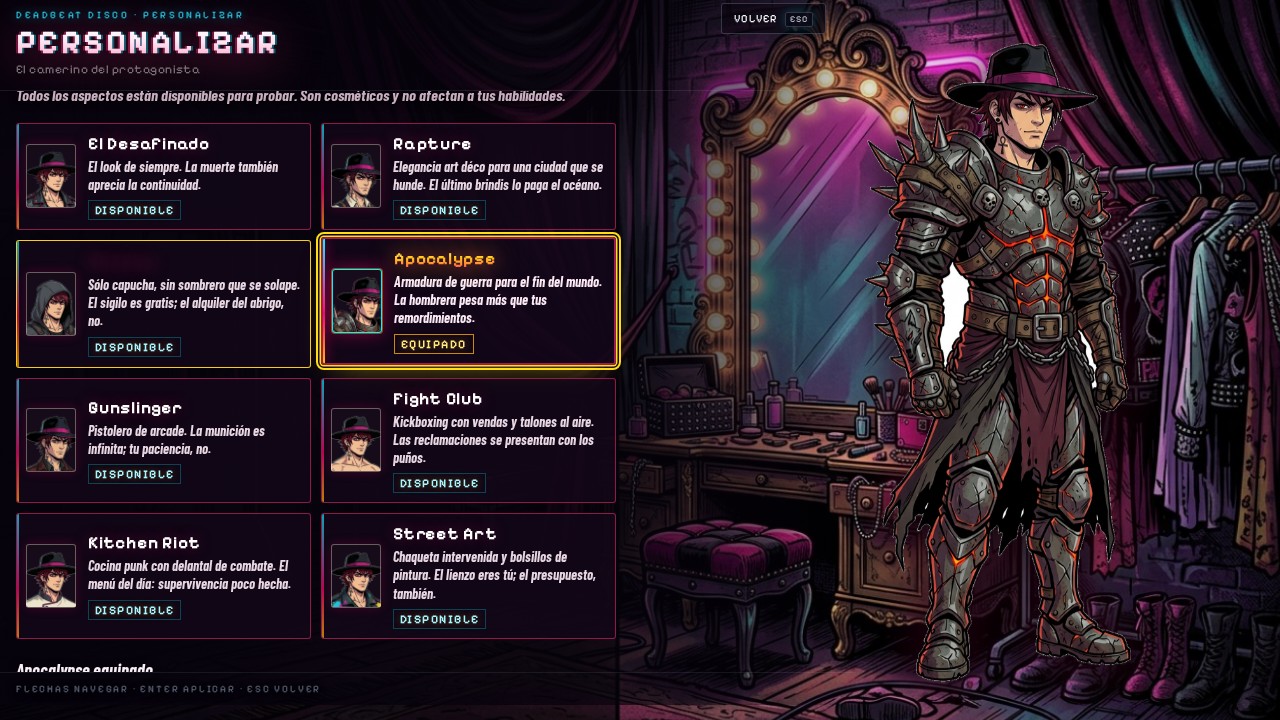 DEADBEAT DISCO · PERSONALIZAR
PERSONALIZAR
El camerino del protagonista
VOLVER ESC
Todos los aspectos están disponibles para probar. Son cosméticos y no afectan a tus habilidades.
El Desafinado
El look de siempre. La muerte también
aprecia la continuidad.
DISPONIBLE
Rapture
Elegancia art déco para una ciudad que se
hunde. El último brindis lo paga el océano.
DISPONIBLE
Sólo capucha, sin sombrero que se solape.
El sigilo es gratis; el alquiler del abrigo,
no.
DISPONIBLE
Apocalypse
Armadura de guerra para el fin del mundo.
La hombrera pesa más que tus
remordimientos.
EQUIPADO
Gunslinger
Pistolero de arcade. La munición es
infinita; tu paciencia, no.
DISPONIBLE
Fight Club
Kickboxing con vendas y talones al aire.
Las reclamaciones se presentan con los
puños.
DISPONIBLE
Kitchen Riot
Cocina punk con delantal de combate. El
menú del día: supervivencia poco hecha.
DISPONIBLE
Street Art
Chaqueta intervenida y bolsillos de
pintura. El lienzo eres tú; el presupuesto,
también.
DISPONIBLE
Apocalypse equipado
FLECHAS NAVEGAR · ENTER APLICAR · ESC VOLVER